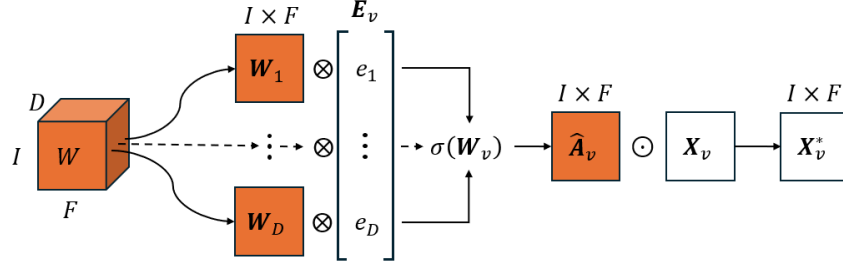 I × F
E_v
D
W_1
⊗
e_1
I × F
I × F
I
W
⋮
⊗
⋮
σ(W_v)
Â_v
⊙
X_v
X_v^*
F
W_D
⊗
e_D